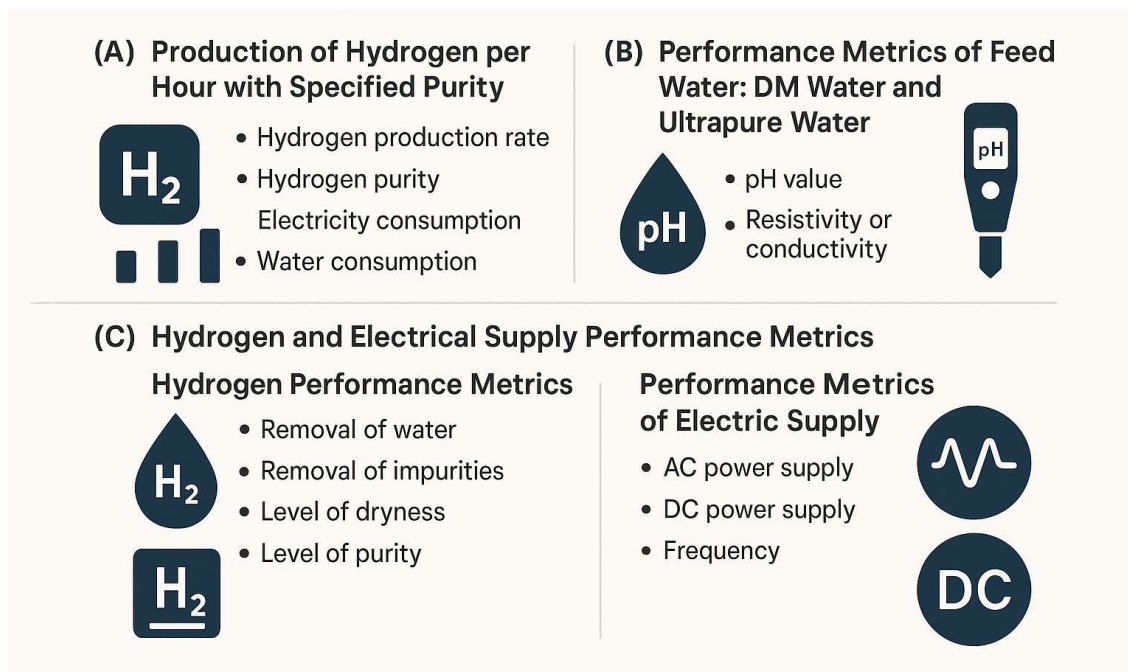 (A) Production of Hydrogen per
Hour with Specified Purity
H₂
• Hydrogen production rate
• Hydrogen purity
Electricity consumption
• Water consumption
(B) Performance Metrics of Feed
Water: DM Water and
Ultrapure Water
pH
• pH value
• Resistivity or
conductivity
pH
(C) Hydrogen and Electrical Supply Performance Metrics
Hydrogen Performance Metrics
H₂
• Removal of water
• Removal of impurities
• Level of dryness
• Level of purity
H₂
Performance Metrics
of Electric Supply
• AC power supply
• DC power supply
• Frequency
DC